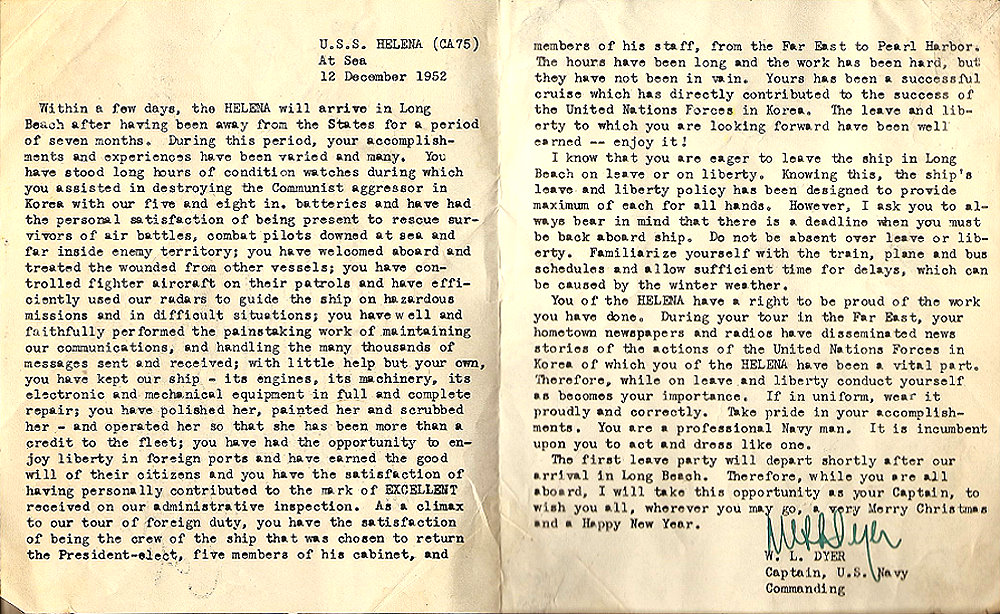 U.S.S. HELENA (CA75)
At Sea
12 December 1952
Within a few days, the HELENA will arrive in Long
Beach after having been away from the States for a period
of seven months. During this period, your accomplish-
ments and experiences have been varied and many. You
have stood long hours of condition watches during which
you assisted in destroying the Communist aggressor in
Korea with our five and eight in. batteries and have had
the personal satisfaction of being present to rescue sur-
vivors of air battles, combat pilots downed at sea and
far inside enemy territory; you have welcomed aboard and
treated the wounded from other vessels; you have con-
trolled fighter aircraft on their patrols and have effi-
ciently used our radars to guide the ship on hazardous
missions and in difficult situations; you have well and
faithfully performed the painstaking work of maintaining
our communications, and handling the many thousands of
messages sent and received; with little help but your own,
you have kept our ship - its engines, its machinery, its
electronic and mechanical equipment in full and complete
repair; you have polished her, painted her and scrubbed
her - and operated her so that she has been more than a
credit to the fleet; you have had the opportunity to en-
joy liberty in foreign ports and have earned the good
will of their citizens and you have the satisfaction of
having personally contributed to the mark of EXCELLENT
received on our administrative inspection. As a climax
to our tour of foreign duty, you have the satisfaction
of being the crew of the ship that was chosen to return
the President-elect, five members of his cabinet, and
members of his staff, from the Far East to Pearl Harbor.
The hours have been long and the work has been hard, but
they have not been in vain. Yours has been a successful
cruise which has directly contributed to the success of
the United Nations Forces in Korea. The leave and lib-
erty to which you are looking forward have been well
earned -- enjoy it!
I know that you are eager to leave the ship in Long
Beach on leave or on liberty. Knowing this, the ship's
leave and liberty policy has been designed to provide
maximum of each for all hands. However, I ask you to al-
ways bear in mind that there is a deadline when you must
be back aboard ship. Do not be absent over leave or lib-
erty. Familiarize yourself with the train, plane and bus
schedules and allow sufficient time for delays, which can
be caused by the winter weather.
You of the HELENA have a right to be proud of the work
you have done. During your tour in the Far East, your
hometown newspapers and radios have disseminated news
stories of the actions of the United Nations Forces in
Korea of which you of the HELENA have been a vital part.
Therefore, while on leave and liberty conduct yourself
as becomes your importance. If in uniform, wear it
proudly and correctly. Take pride in your accomplish-
ments. You are a professional Navy man. It is incumbent
upon you to act and dress like one.
The first leave party will depart shortly after our
arrival in Long Beach. Therefore, while you are all
aboard, I will take this opportunity as your Captain, to
wish you all, wherever you may go, a very Merry Christmas
and a Happy New Year.
W. L. DYER
Captain, U.S. Navy
Commanding